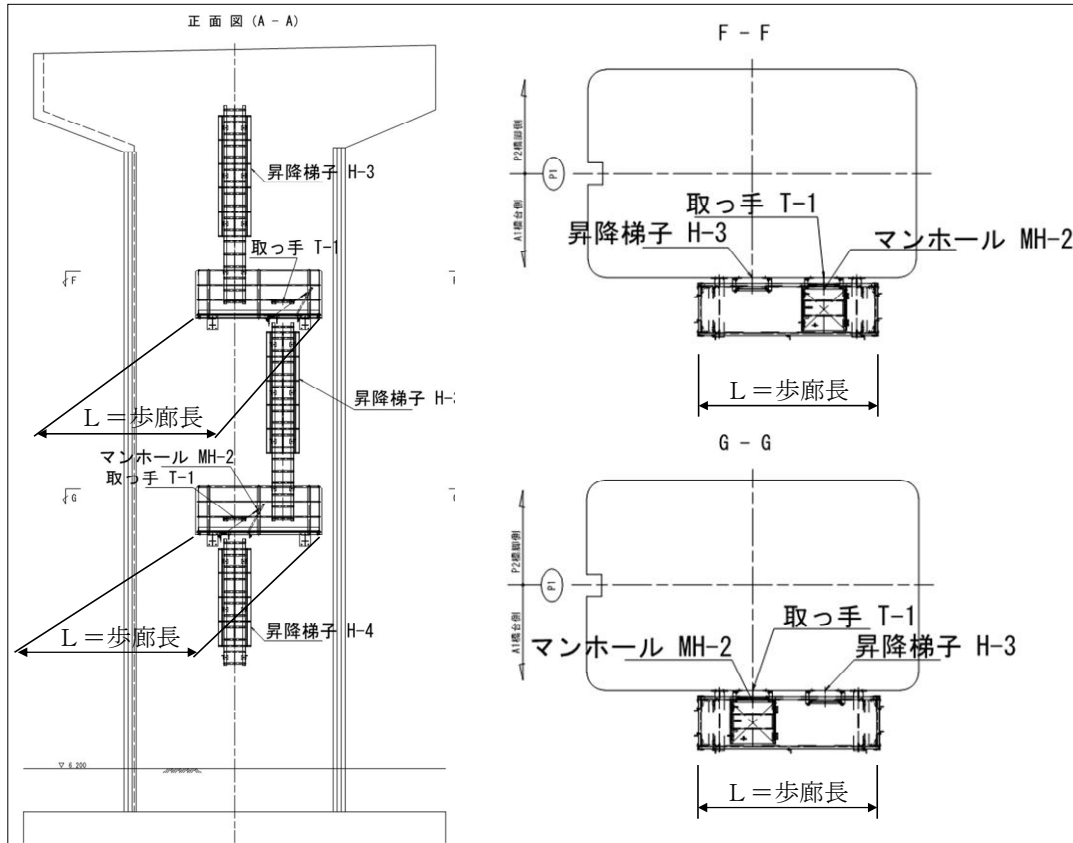 正 面 図 (A - A)
昇降梯子 H-3
取っ手 T-1
F
L＝歩廊長
昇降梯子 H-
マンホール MH-2
取っ手 T-1
G
L＝歩廊長
昇降梯子 H-4
▽ 6.200
F - F
P2橋脚側
A1橋台側
P1
取っ手 T-1
昇降梯子 H-3
マンホール MH-2
L＝歩廊長
G - G
P2橋脚側
A1橋台側
P1
取っ手 T-1
マンホール MH-2
昇降梯子 H-3
L＝歩廊長